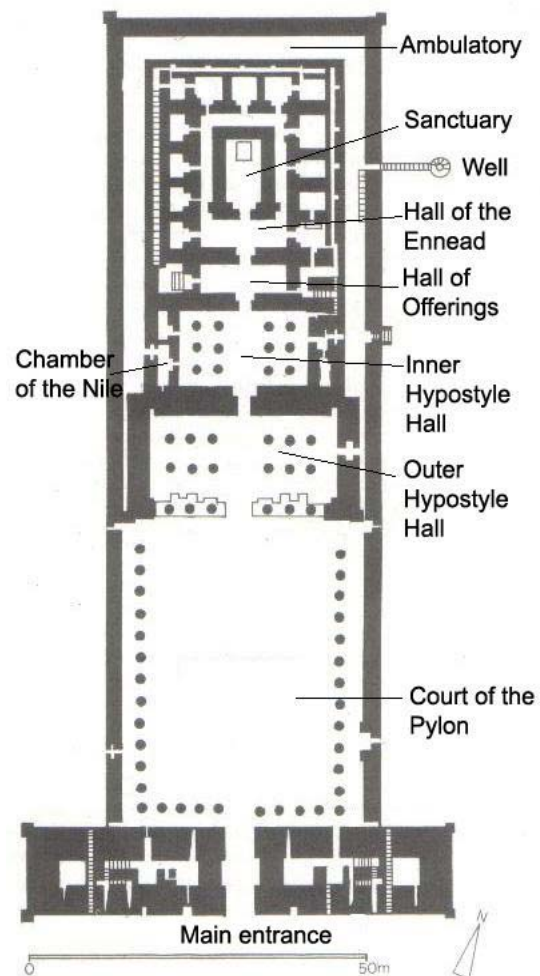 Ambulatory
Sanctuary
Well
Hall of the
Ennead
Hall of
Offerings
Chamber
of the Nile
Inner
Hypostyle
Hall
Outer
Hypostyle
Hall
Court of the
Pylon
Main entrance
N
0
50m